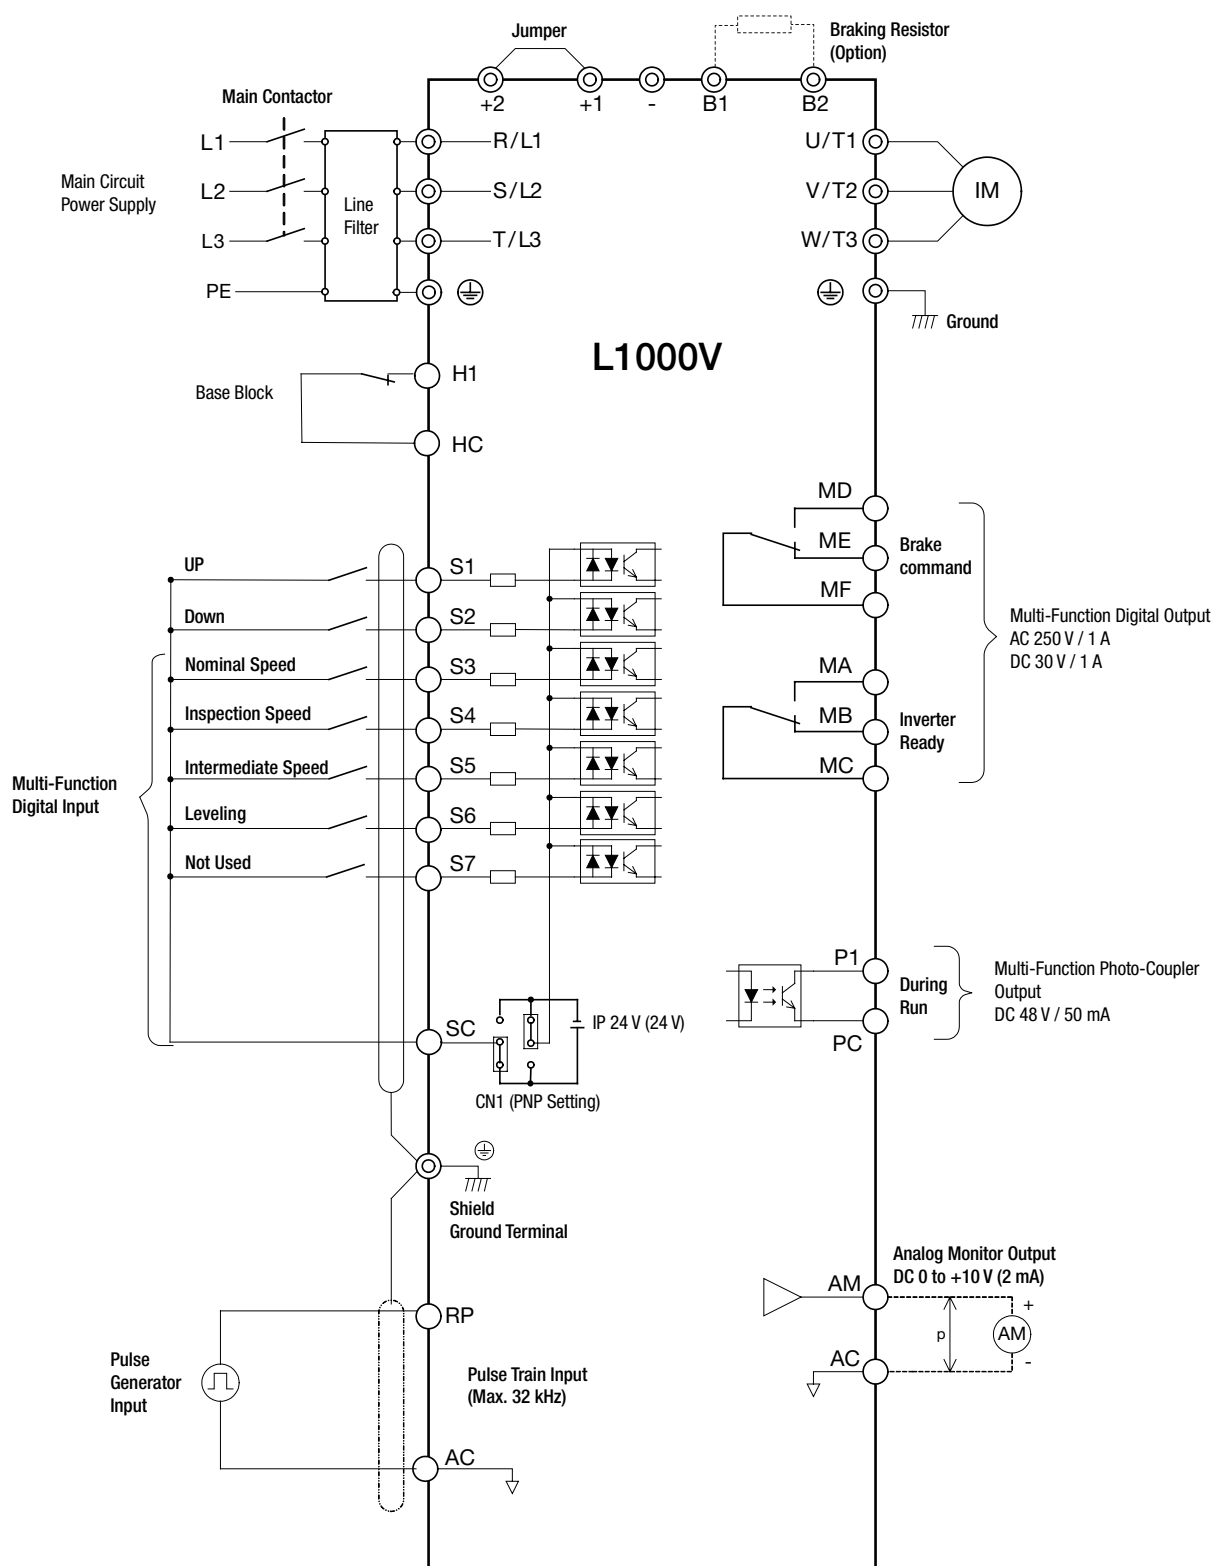 Jumper
Braking Resistor
(Option)
+2
+1
-
B1
B2
Main Contactor
Main Circuit
Power Supply
L1
L2
L3
PE
Line
Filter
R/L1
S/L2
T/L3
U/T1
V/T2
W/T3
IM
Ground
L1000V
Base Block
H1
HC
MD
ME
MF
Brake
command
MA
MB
MC
Inverter
Ready
Multi-Function Digital Output
AC 250 V / 1 A
DC 30 V / 1 A
UP
S1
Down
S2
Nominal Speed
S3
Inspection Speed
S4
Intermediate Speed
S5
Leveling
S6
Not Used
S7
Multi-Function
Digital Input
SC
IP 24 V (24 V)
CN1 (PNP Setting)
P1
PC
During
Run
Multi-Function Photo-Coupler
Output
DC 48 V / 50 mA
Shield
Ground Terminal
Analog Monitor Output
DC 0 to +10 V (2 mA)
AM
AC
p
+
AM
-
RP
Pulse
Generator
Input
Pulse Train Input
(Max. 32 kHz)
AC